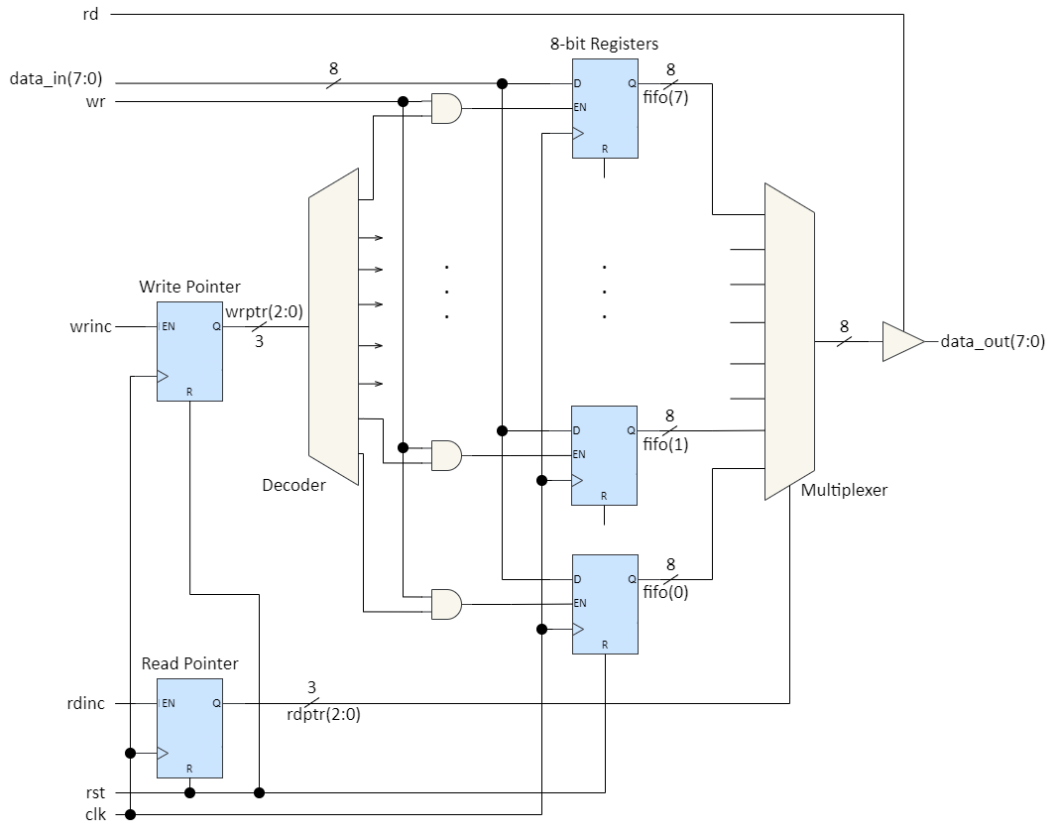 rd
8-bit Registers
data_in(7:0)
8
D
Q
8
fifo(7)
wr
EN
R
Write Pointer
wrinc
EN
Q
wrptr(2:0)
3
R
Decoder
8
data_out(7:0)
D
Q
8
fifo(1)
EN
R
Multiplexer
D
Q
8
fifo(0)
EN
R
Read Pointer
rdinc
EN
Q
3
rdptr(2:0)
R
rst
clk